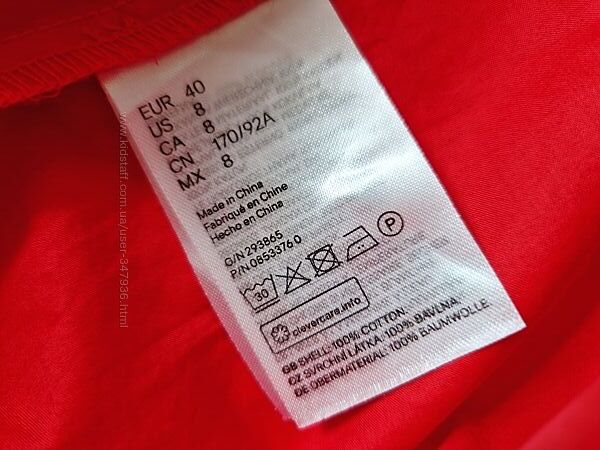 EUR 40
US 8
CA 8
CN 170/92A
MX 8
Made in China
Fabriqué en Chine
Hecho en China
G/N 293865
P/N 0853376 0
30
P
clevercare.info
GB SHELL: 100% COTTON.
CZ SVRCHNÍ LÁTKA: 100% BAVLNA.
DE OBERMATERIAL: 100% BAUMWOLLE.
www.kidstaff.com.ua/user-347936.html